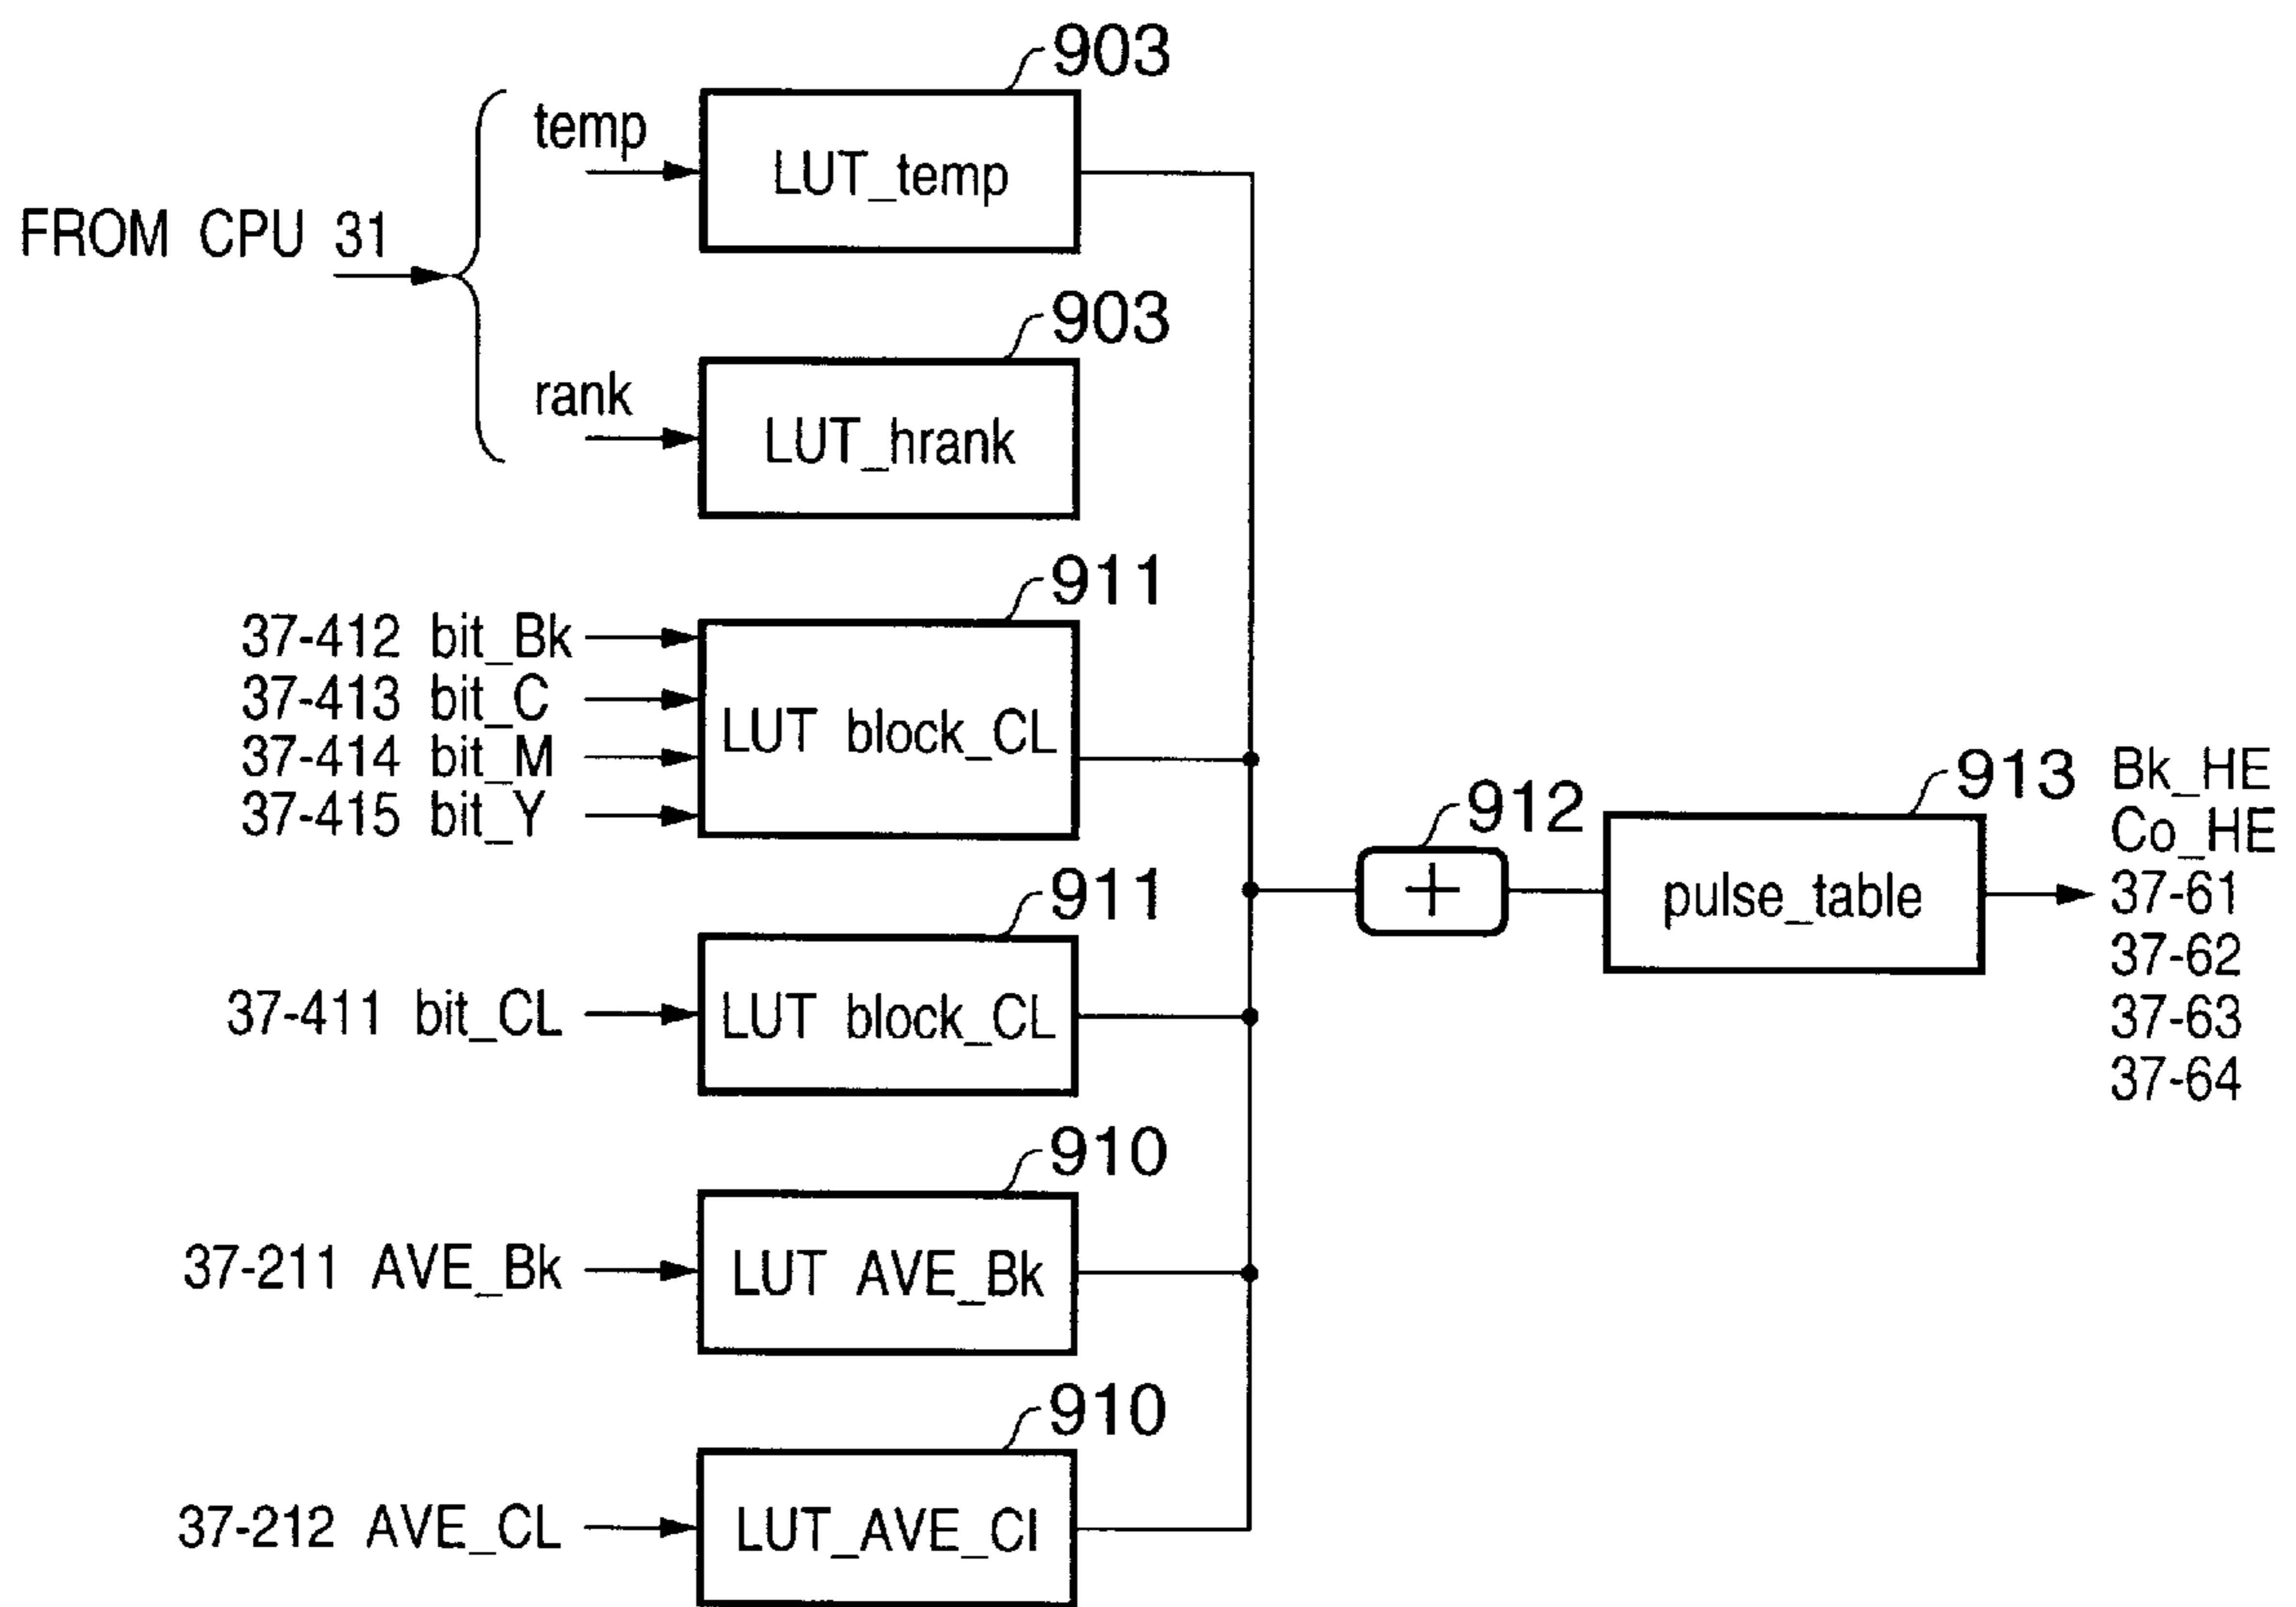 903
temp
LUT_temp
FROM CPU 31
903
rank
LUT_hrank
911
37-412 bit_Bk
37-413 bit_C
37-414 bit_M
37-415 bit_Y
LUT block_CL
911
37-411 bit_CL
LUT block_CL
910
37-211 AVE_Bk
LUT AVE_Bk
910
37-212 AVE_CL
LUT_AVE_Cl
912
+
913
pulse_table
Bk_HE
Co_HE
37-61
37-62
37-63
37-64